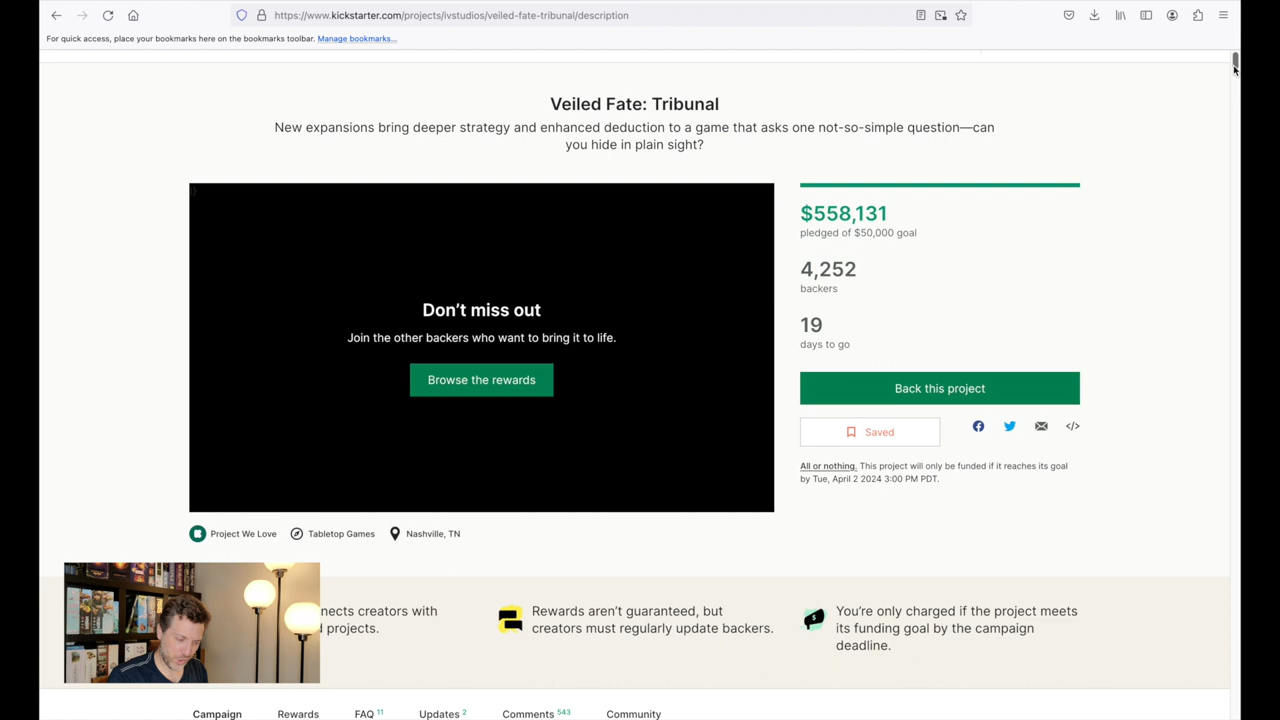 https://www.kickstarter.com/projects/ivstudios/veiled-fate-tribunal/description
For quick access, place your bookmarks here on the bookmarks toolbar. Manage bookmarks...
Veiled Fate: Tribunal
New expansions bring deeper strategy and enhanced deduction to a game that asks one not-so-simple question—can
you hide in plain sight?
$558,131
pledged of $50,000 goal
4,252
backers
19
days to go
Don't miss out
Join the other backers who want to bring it to life.
Browse the rewards
Back this project
Saved
</>
All or nothing. This project will only be funded if it reaches its goal
by Tue, April 2 2024 3:00 PM PDT.
Project We Love
Tabletop Games
Nashville, TN
nects creators with
projects.
Rewards aren't guaranteed, but
creators must regularly update backers.
You're only charged if the project meets
its funding goal by the campaign
deadline.
Campaign
Rewards
FAQ 11
Updates 2
Comments 543
Community